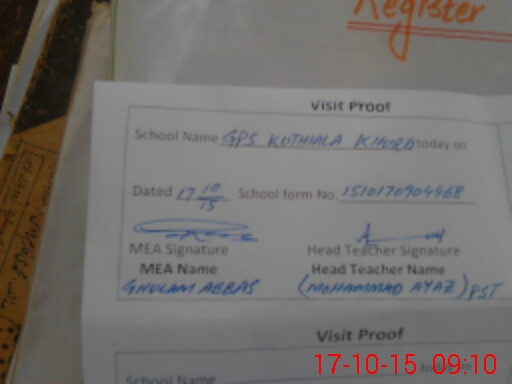 Register
Visit Proof
School Name GPS KUTHIALA KHURD today on
Dated 17 10/15 School form No. 1510170904468
MEA Signature Head Teacher Signature
MEA Name Head Teacher Name
GHULAM ABBAS (MOHAMMAD AYAZ) PST
Visit Proof
17-10-15 09:10
School Name